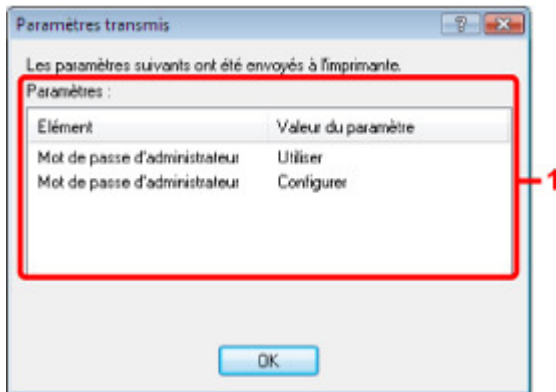 Paramètres transmis
Les paramètres suivants ont été envoyés à l'imprimante.
Paramètres :
Elément Valeur du paramètre
Mot de passe d'administrateur Utiliser
Mot de passe d'administrateur Configurer
1
OK